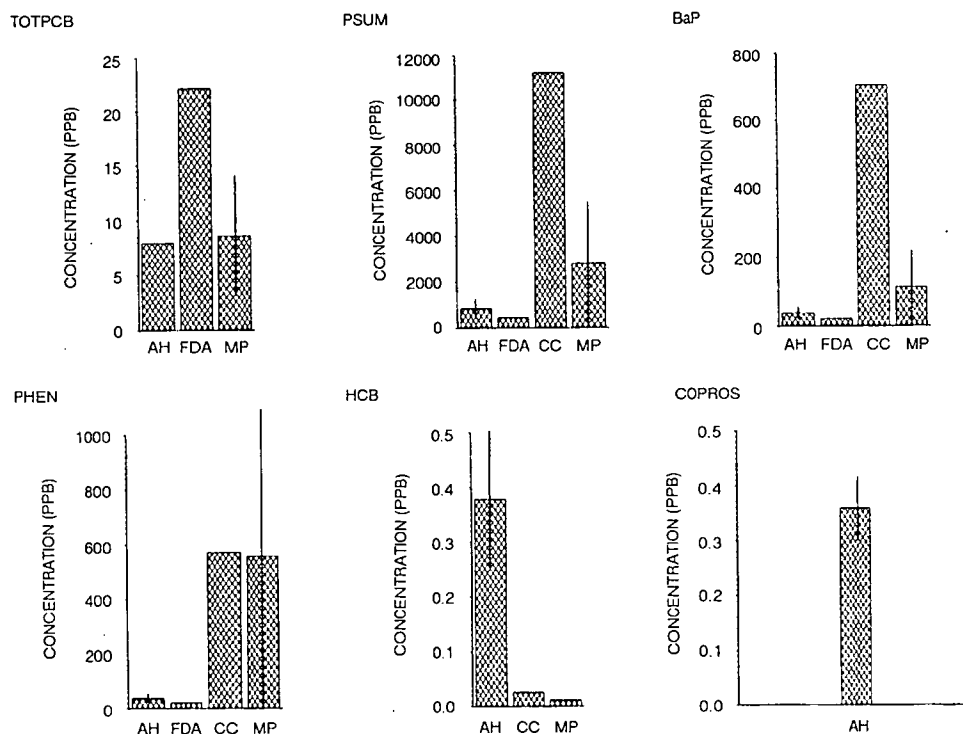 TOTPCB
CONCENTRATION (PPB)
25
20
15
10
5
0
AH FDA MP
PSUM
CONCENTRATION (PPB)
12000
10000
8000
6000
4000
2000
0
AH FDA CC MP
BaP
CONCENTRATION (PPB)
800
600
400
200
0
AH FDA CC MP
PHEN
CONCENTRATION (PPB)
1000
800
600
400
200
0
AH FDA CC MP
HCB
CONCENTRATION (PPB)
0.5
0.4
0.3
0.2
0.1
0.0
AH CC MP
COPROS
CONCENTRATION (PPB)
0.5
0.4
0.3
0.2
0.1
0.0
AH